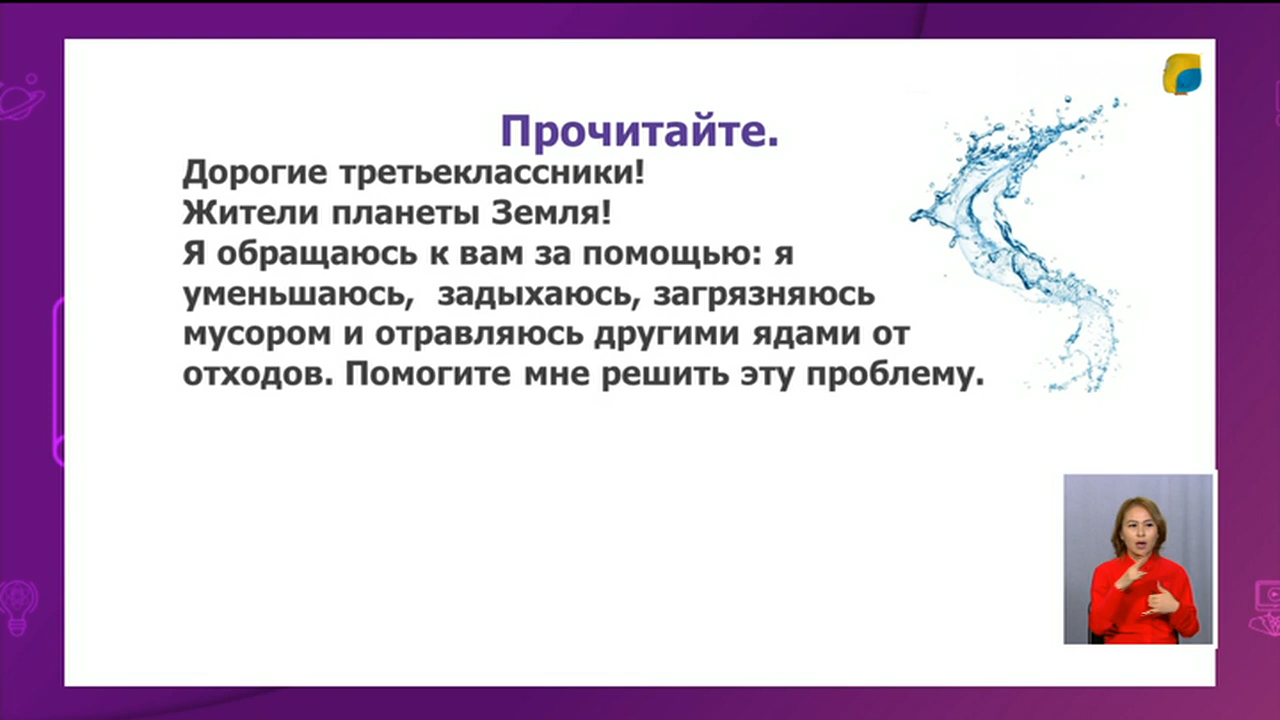 Прочитайте.
Дорогие третьеклассники!
Жители планеты Земля!
Я обращаюсь к вам за помощью: я
уменьшаюсь, задыхаюсь, загрязняюсь
мусором и отравляюсь другими ядами от
отходов. Помогите мне решить эту проблему.